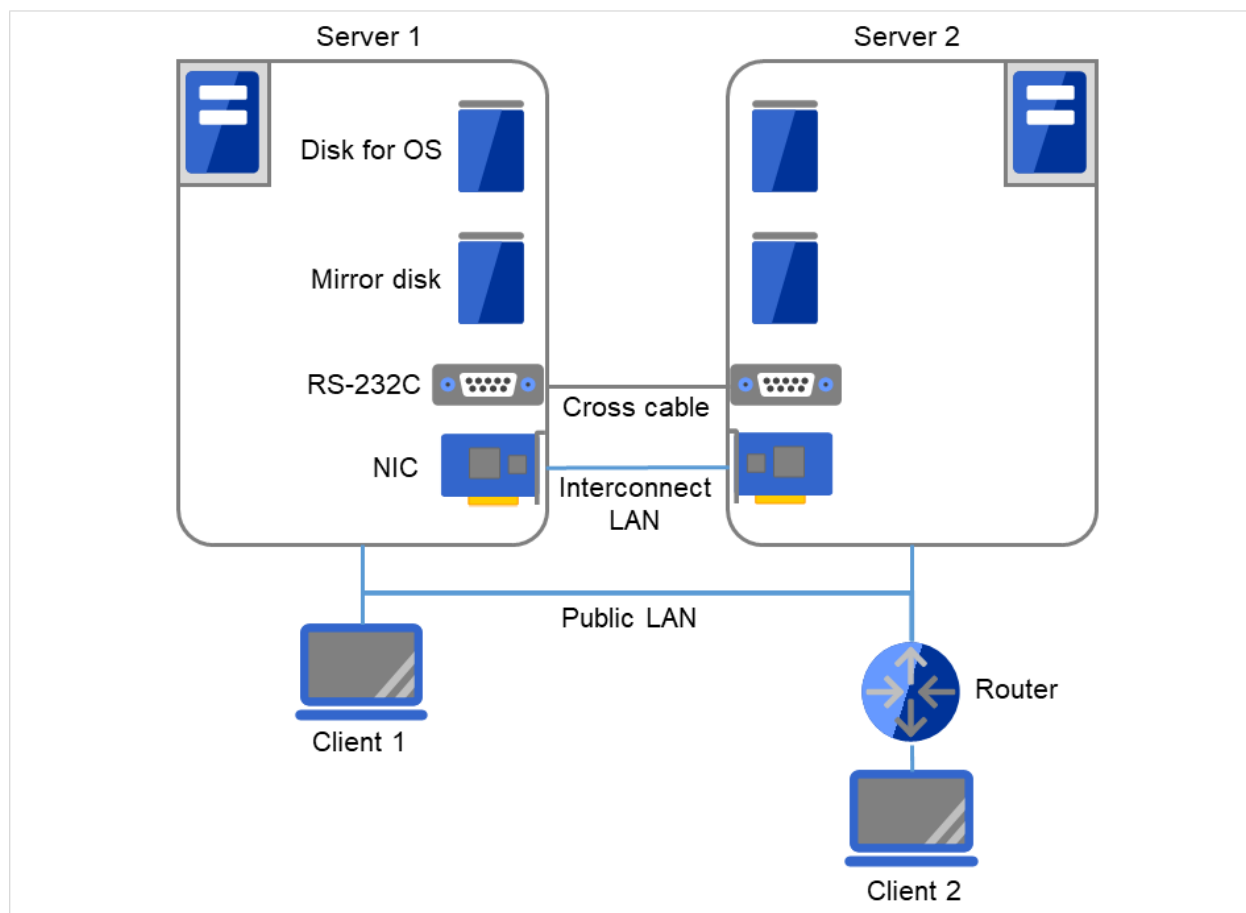 Server 1
Server 2
Disk for OS
Mirror disk
RS-232C
Cross cable
NIC
Interconnect
LAN
Public LAN
Router
Client 1
Client 2